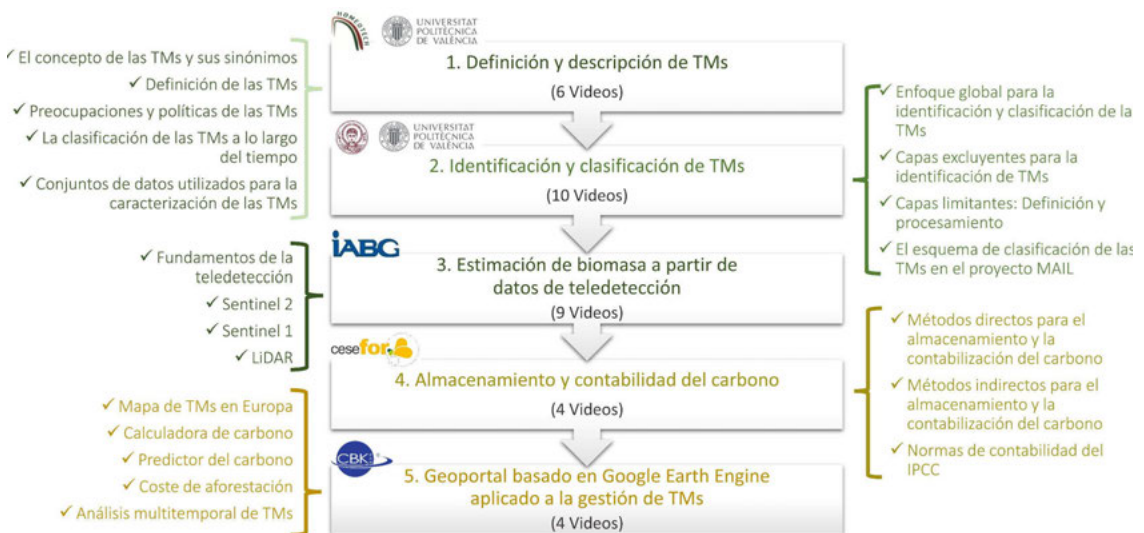 HOMEOTECH
UNIVERSITAT
POLITÈCNICA
DE VALÈNCIA
1. Definición y descripción de TMs
(6 Videos)
✓ El concepto de las TMs y sus sinónimos
✓ Definición de las TMs
✓ Preocupaciones y políticas de las TMs
✓ La clasificación de las TMs a lo largo
del tiempo
✓ Conjuntos de datos utilizados para la
caracterización de las TMs
UNIVERSITAT
POLITÈCNICA
DE VALÈNCIA
2. Identificación y clasificación de TMs
(10 Videos)
✓ Enfoque global para la
identificación y clasificación de la
TMs
✓ Capas excluyentes para la
identificación de TMs
✓ Capas limitantes: Definición y
procesamiento
✓ El esquema de clasificación de las
TMs en el proyecto MAIL
iABG
3. Estimación de biomasa a partir de
datos de teledetección
(9 Videos)
✓ Fundamentos de la
teledetección
✓ Sentinel 2
✓ Sentinel 1
✓ LiDAR
cesefor
4. Almacenamiento y contabilidad del carbono
(4 Videos)
✓ Métodos directos para el
almacenamiento y la
contabilización del carbono
✓ Métodos indirectos para el
almacenamiento y la
contabilización del carbono
✓ Normas de contabilidad del
IPCC
CBK
5. Geoportal basado en Google Earth Engine
aplicado a la gestión de TMs
(4 Videos)
✓ Mapa de TMs en Europa
✓ Calculadora de carbono
✓ Predictor del carbono
✓ Coste de aforestación
✓ Análisis multitemporal de TMs